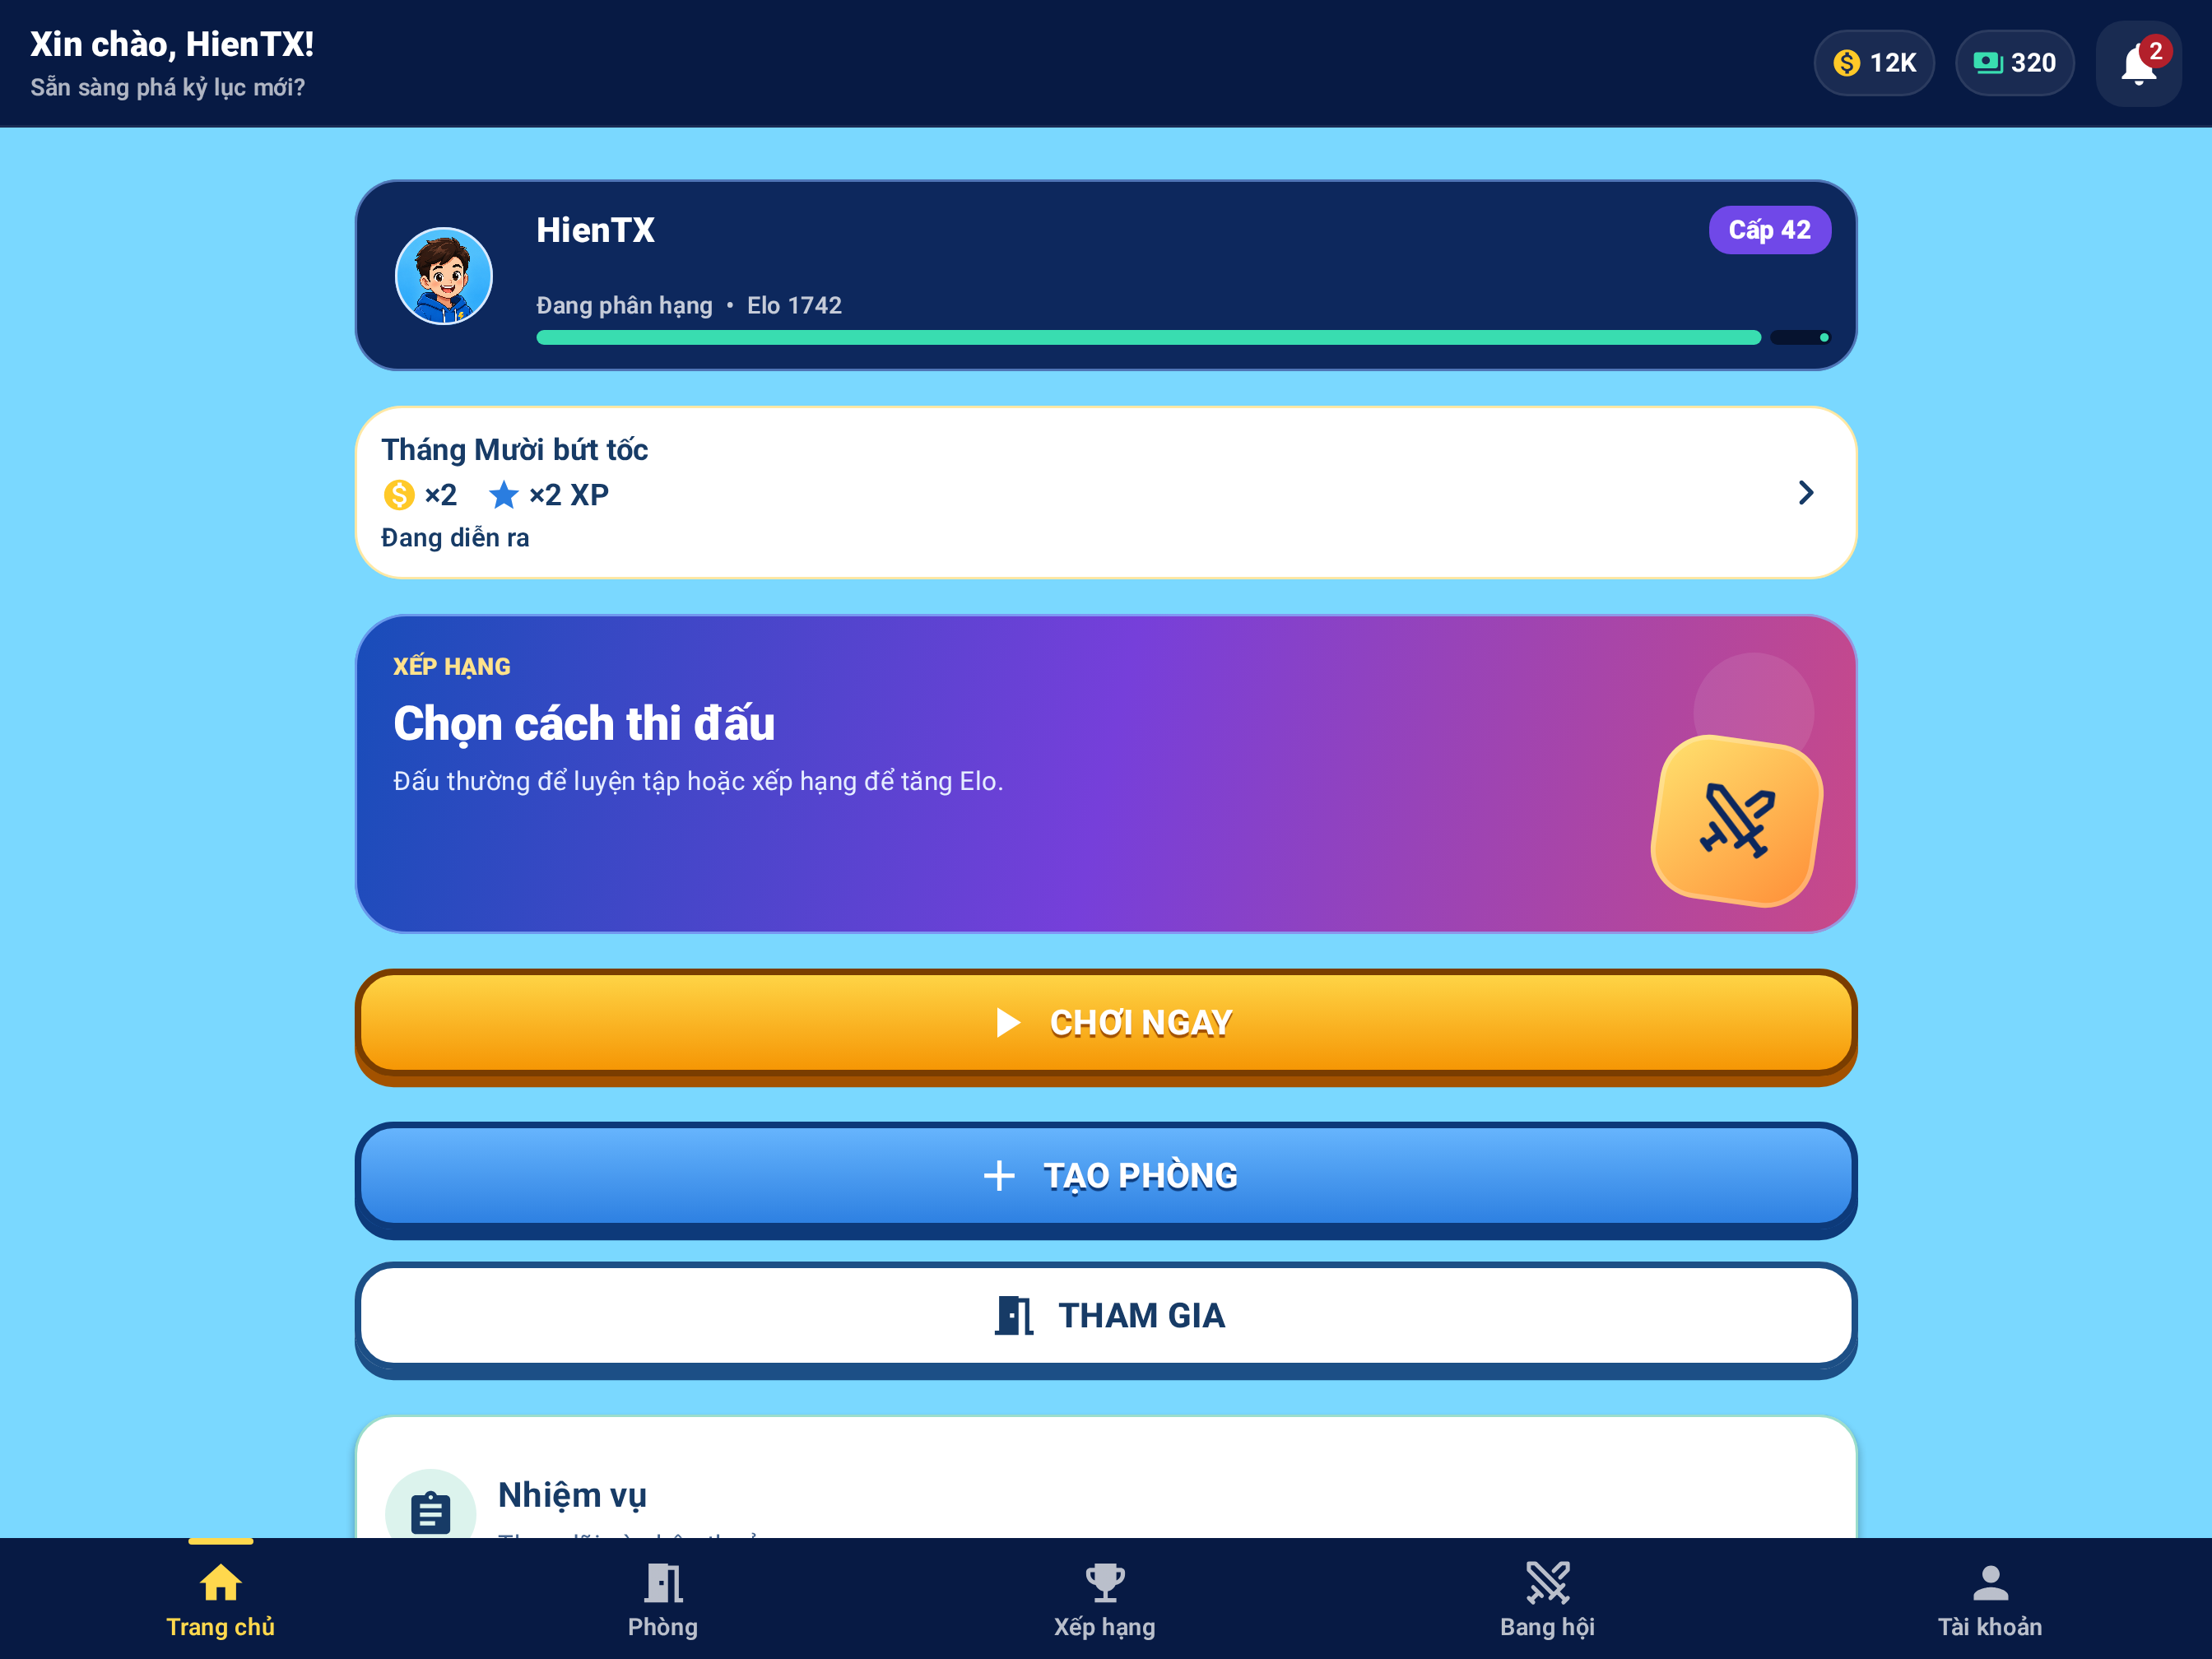 Xin chào, HienTX!
Sẵn sàng phá kỷ lục mới?
12K
320
2
HienTX
Cấp 42
Đang phân hạng • Elo 1742
Tháng Mười bứt tốc
×2 ×2 XP
Đang diễn ra
XẾP HẠNG
Chọn cách thi đấu
Đấu thường để luyện tập hoặc xếp hạng để tăng Elo.
CHƠI NGAY
TẠO PHÒNG
THAM GIA
Nhiệm vụ
Trang chủ
Phòng
Xếp hạng
Bang hội
Tài khoản